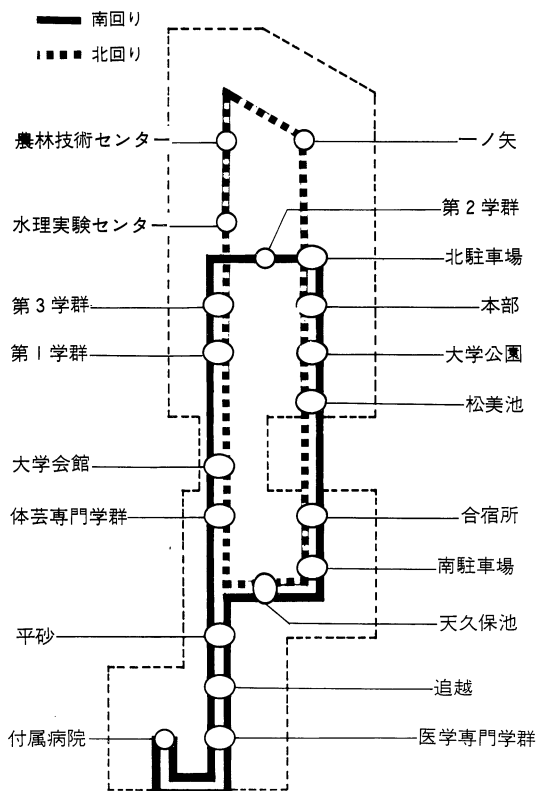 南回り
北回り
農林技術センター
一ノ矢
水理実験センター
第2学群
北駐車場
第3学群
本部
第1学群
大学公園
松美池
大学会館
体芸専門学群
合宿所
南駐車場
天久保池
平砂
追越
付属病院
医学専門学群